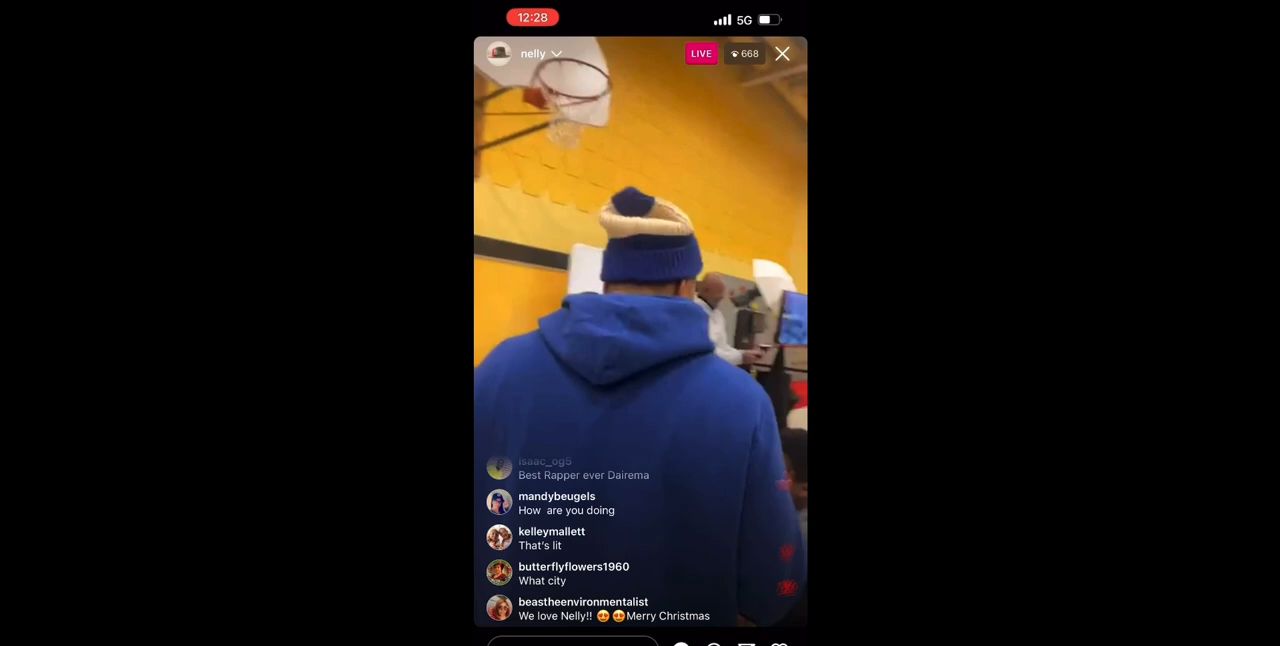 12:28
5G
nelly
LIVE
668
isaac_og5
Best Rapper ever Dairema
mandybeugels
How are you doing
kelleymallett
That's lit
butterflyflowers1960
What city
beastheenvironmentalist
We love Nelly!! 😍😍Merry Christmas